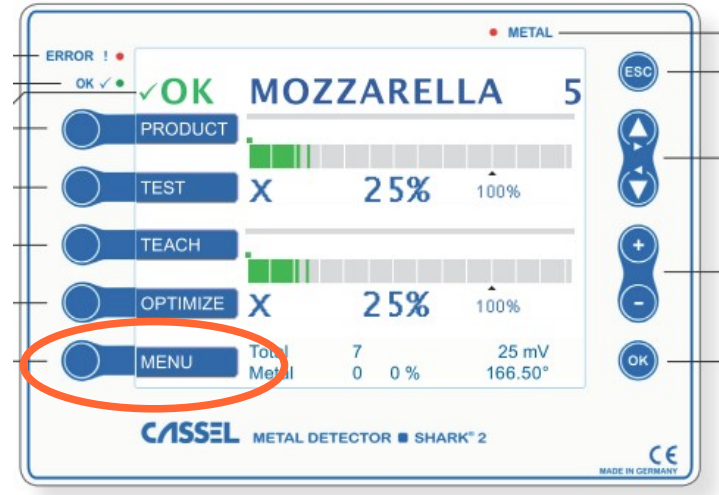 METAL
ERROR !
OK ✓
✓OK MOZZARELLA 5
PRODUCT
TEST
X 25% 100%
TEACH
OPTIMIZE
X 25% 100%
MENU
Total 7 25 mV
Metal 0 0 % 166.50°
ESC
+
-
OK
CASSEL METAL DETECTOR ■ SHARK® 2
CE
MADE IN GERMANY